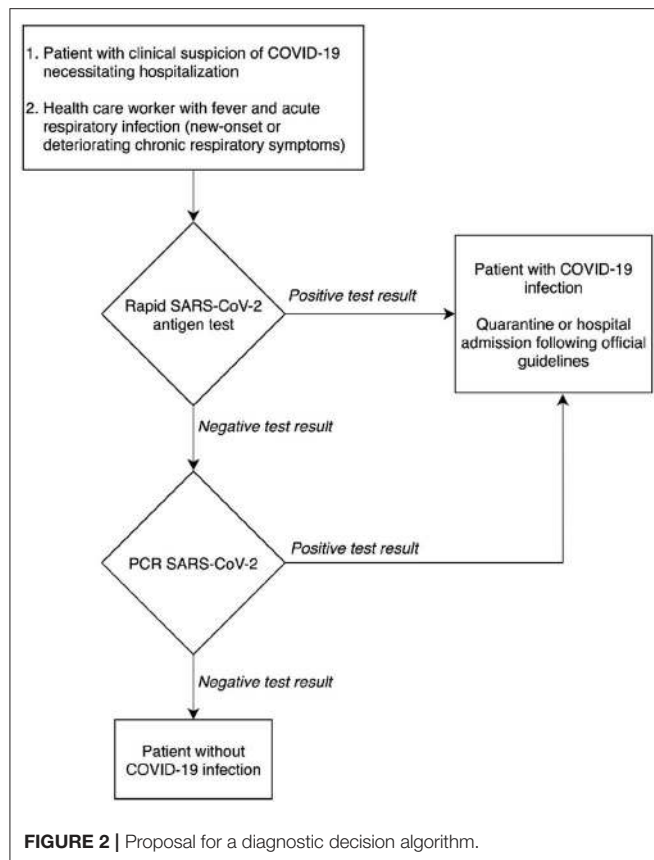 1. Patient with clinical suspicion of COVID-19
necessitating hospitalization
2. Health care worker with fever and acute
respiratory infection (new-onset or
deteriorating chronic respiratory symptoms)
Rapid SARS-CoV-2
antigen test
Positive test result
Patient with COVID-19
infection
Quarantine or hospital
admission following official
guidelines
Negative test result
PCR SARS-CoV-2
Positive test result
Negative test result
Patient without
COVID-19 infection
FIGURE 2 | Proposal for a diagnostic decision algorithm.